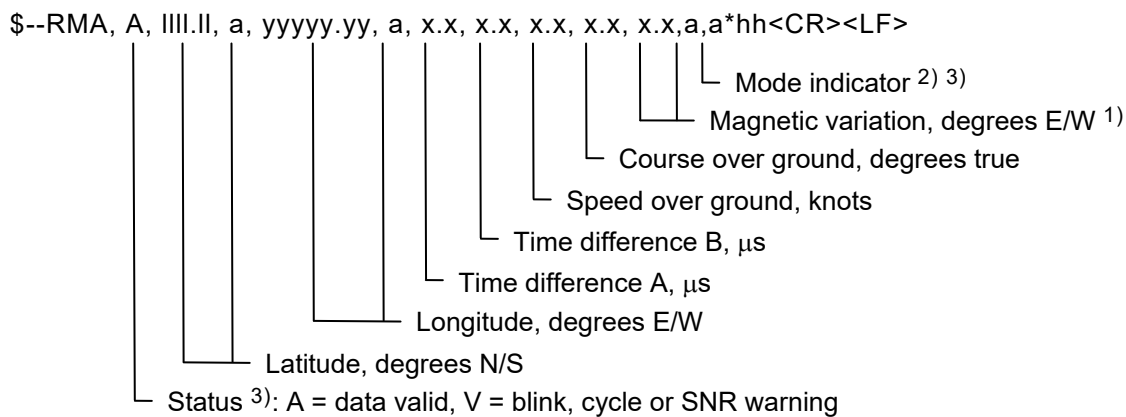 $--RMA, A, llll.ll, a, yyyyy.yy, a, x.x, x.x, x.x, x.x, x.x,a,a*hh<CR><LF>
Mode indicator 2) 3)
Magnetic variation, degrees E/W 1)
Course over ground, degrees true
Speed over ground, knots
Time difference B, μs
Time difference A, μs
Longitude, degrees E/W
Latitude, degrees N/S
Status 3): A = data valid, V = blink, cycle or SNR warning